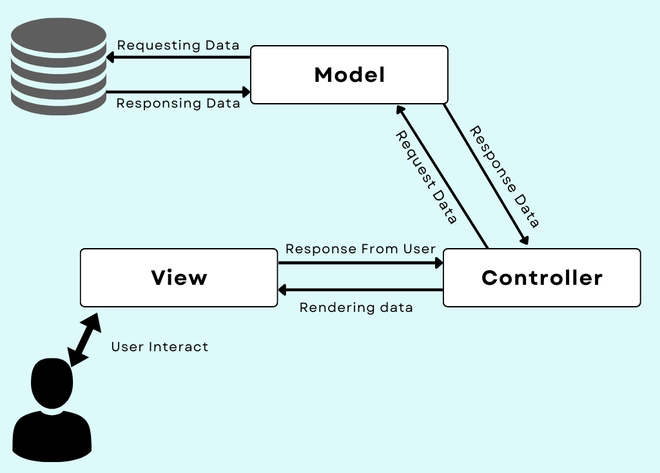 Requesting Data
Model
Responsing Data
Request Data
Response Data
View
Response From User
Controller
Rendering data
User Interact